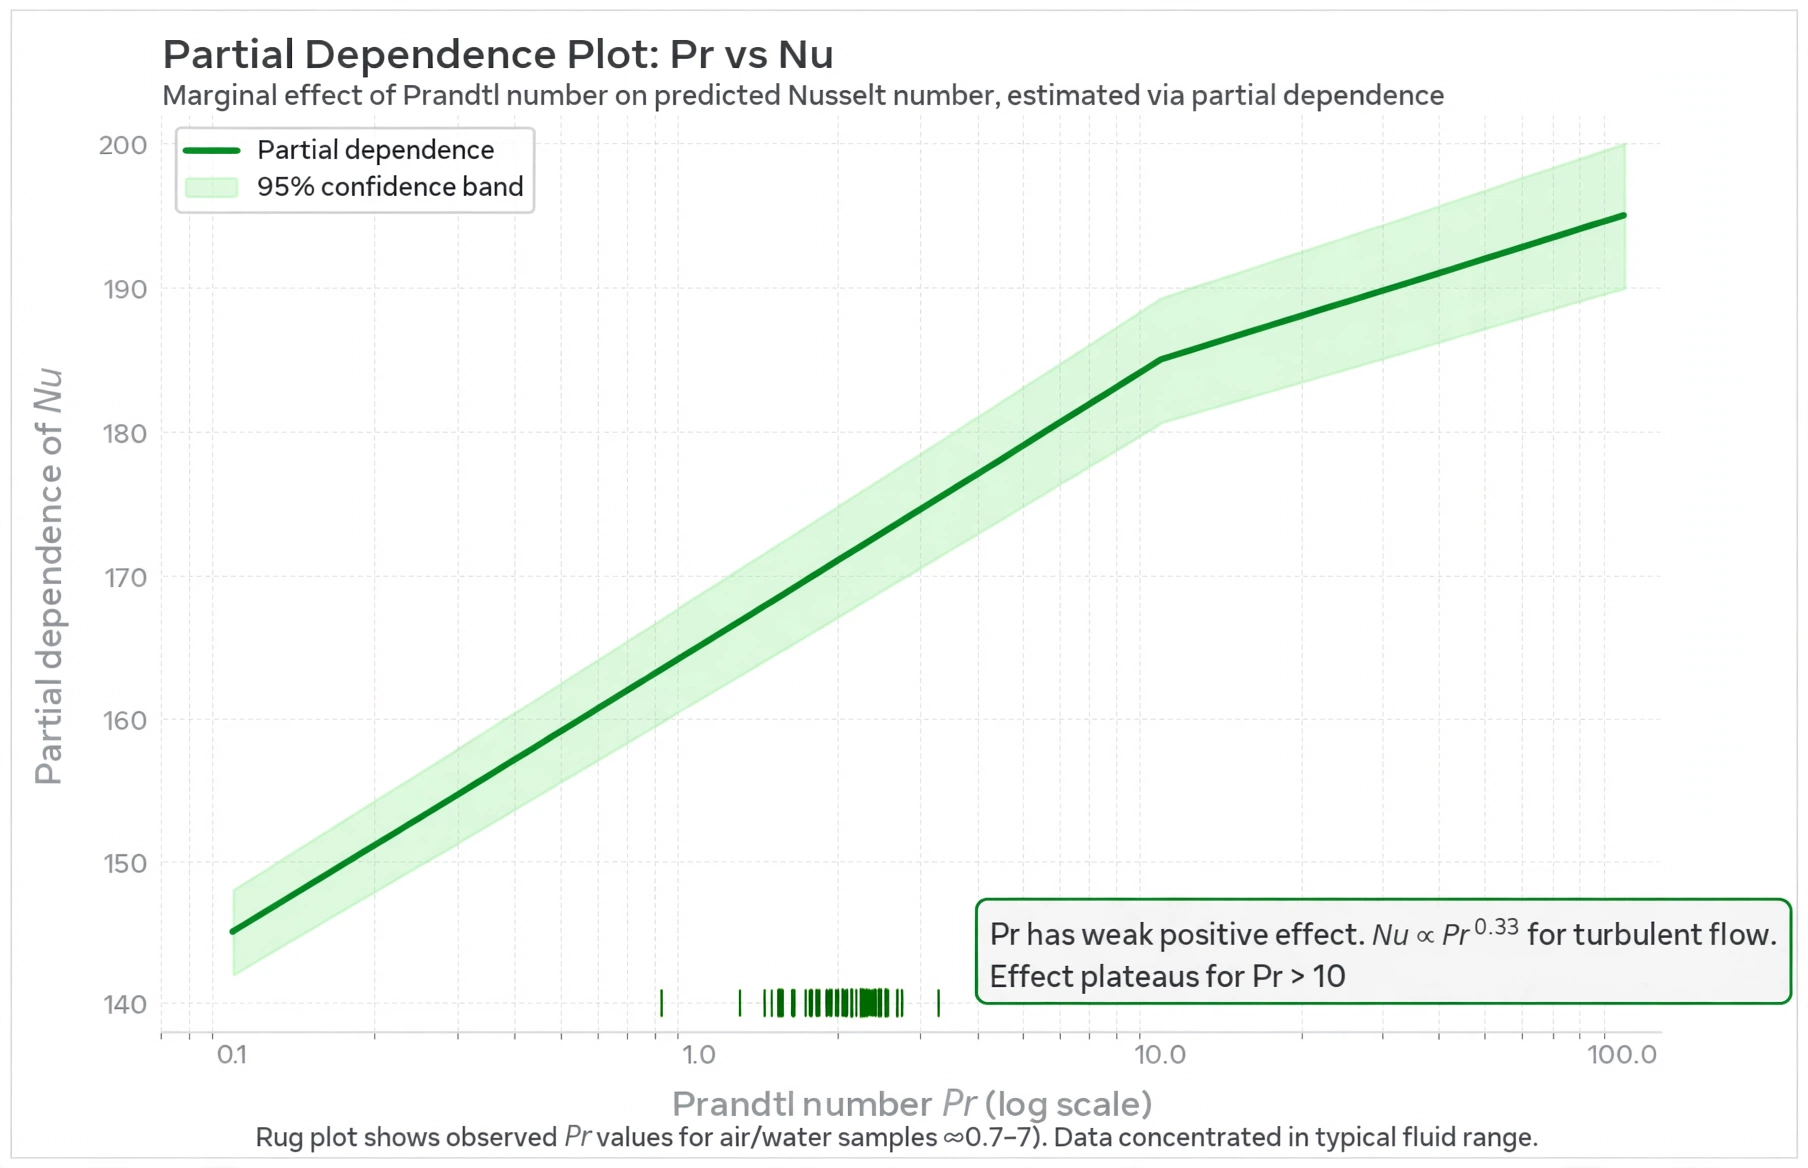 Partial Dependence Plot: Pr vs Nu
Marginal effect of Prandtl number on predicted Nusselt number, estimated via partial dependence
Partial dependence
95% confidence band
200
190
180
170
160
150
140
Partial dependence of Nu
Pr has weak positive effect. Nu ∝ Pr^0.33 for turbulent flow.
Effect plateaus for Pr > 10
0.1 1.0 10.0 100.0
Prandtl number Pr (log scale)
Rug plot shows observed Pr values for air/water samples ∞0.7–7). Data concentrated in typical fluid range.